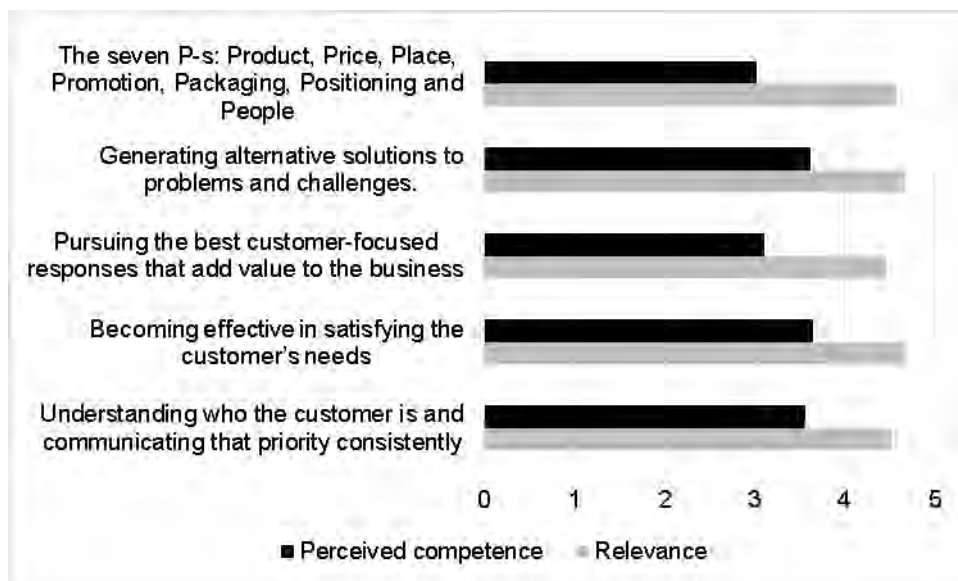 The seven P-s: Product, Price, Place,
Promotion, Packaging, Positioning and
People
Generating alternative solutions to
problems and challenges.
Pursuing the best customer-focused
responses that add value to the business
Becoming effective in satisfying the
customer's needs
Understanding who the customer is and
communicating that priority consistently
0 1 2 3 4 5
Perceived competence Relevance